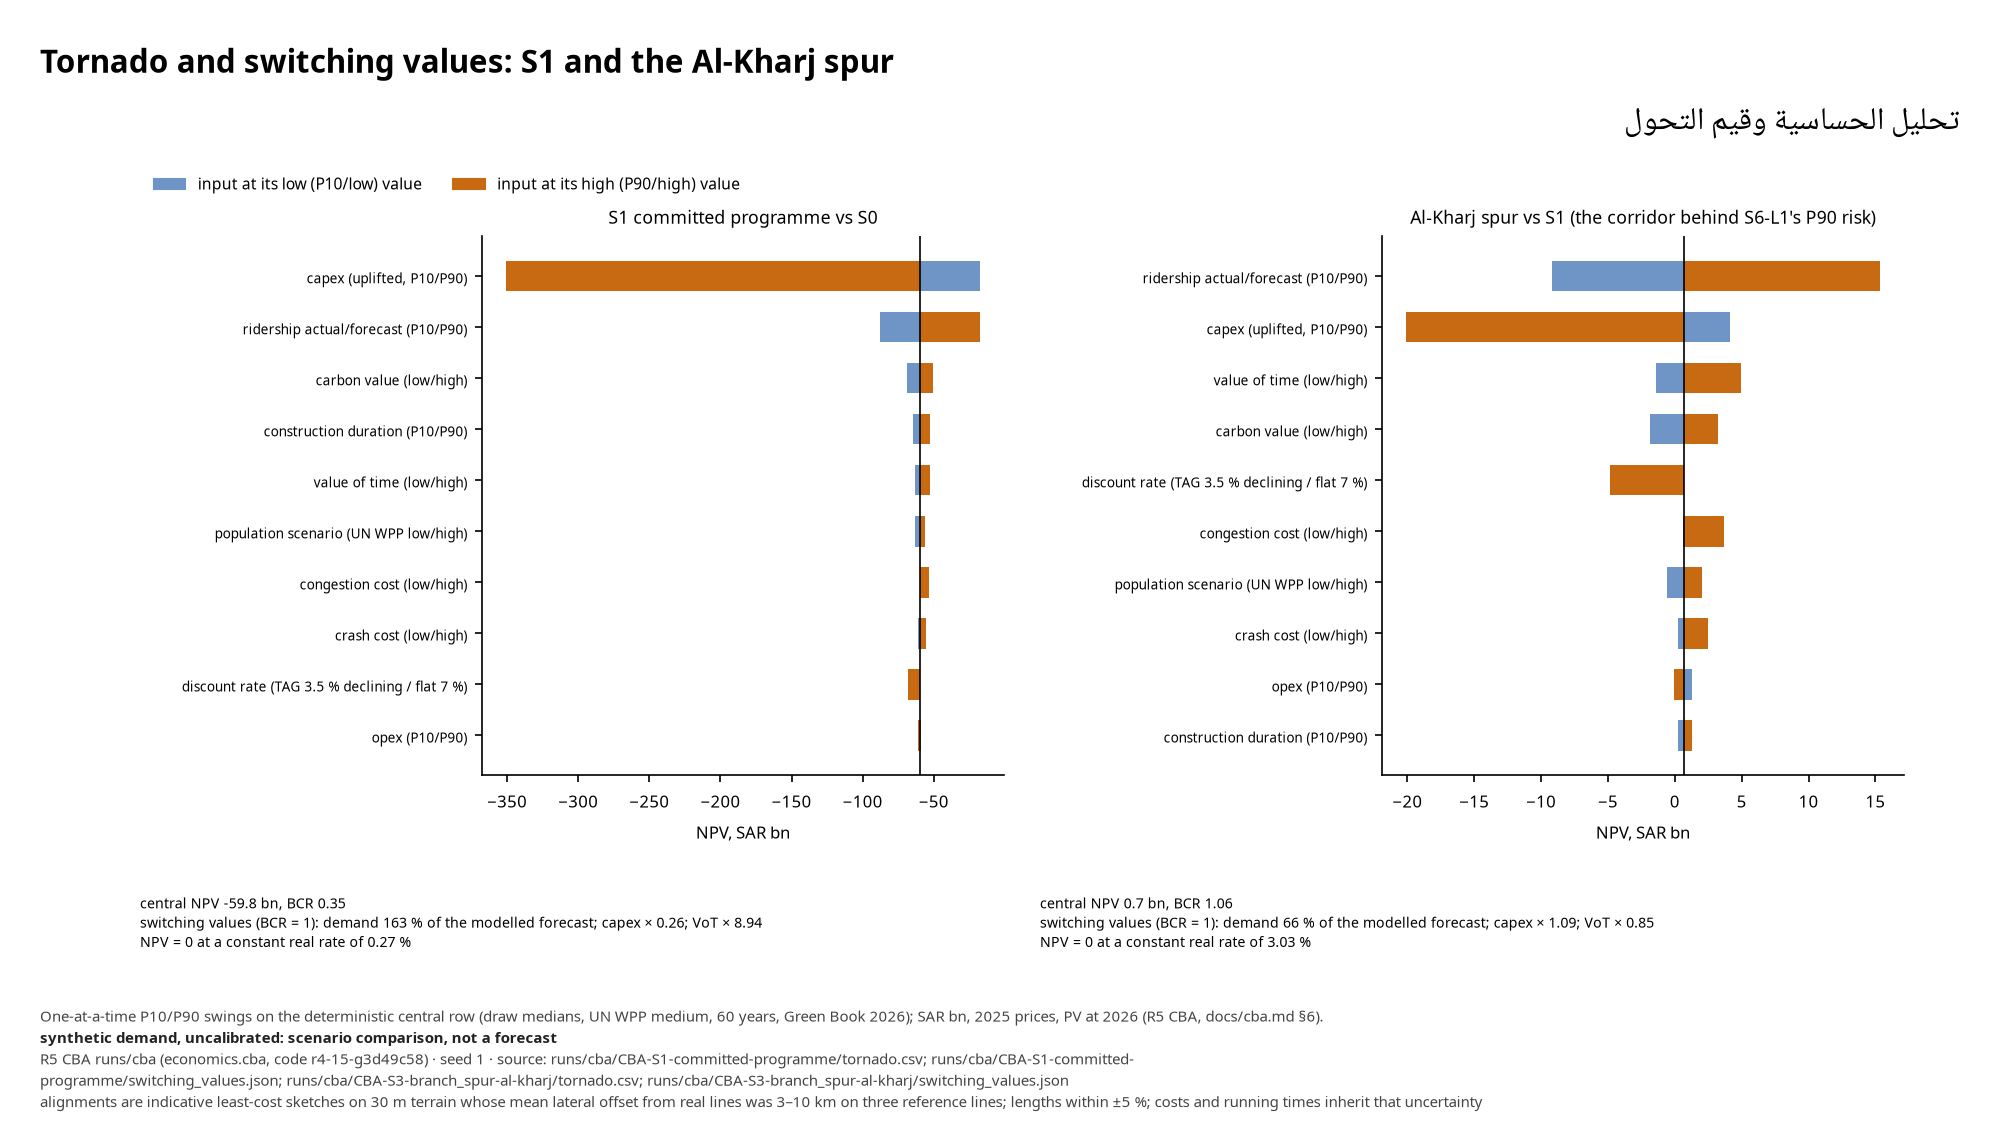 Tornado and switching values: S1 and the Al-Kharj spur
تحليل الحساسية وقيم التحول
input at its low (P10/low) value
input at its high (P90/high) value
S1 committed programme vs S0
capex (uplifted, P10/P90)
ridership actual/forecast (P10/P90)
carbon value (low/high)
construction duration (P10/P90)
value of time (low/high)
population scenario (UN WPP low/high)
congestion cost (low/high)
crash cost (low/high)
discount rate (TAG 3.5 % declining / flat 7 %)
opex (P10/P90)
−350 −300 −250 −200 −150 −100 −50
NPV, SAR bn
Al-Kharj spur vs S1 (the corridor behind S6-L1's P90 risk)
ridership actual/forecast (P10/P90)
capex (uplifted, P10/P90)
value of time (low/high)
carbon value (low/high)
discount rate (TAG 3.5 % declining / flat 7 %)
congestion cost (low/high)
population scenario (UN WPP low/high)
crash cost (low/high)
opex (P10/P90)
construction duration (P10/P90)
−20 −15 −10 −5 0 5 10 15
NPV, SAR bn
central NPV -59.8 bn, BCR 0.35
switching values (BCR = 1): demand 163 % of the modelled forecast; capex × 0.26; VoT × 8.94
NPV = 0 at a constant real rate of 0.27 %
central NPV 0.7 bn, BCR 1.06
switching values (BCR = 1): demand 66 % of the modelled forecast; capex × 1.09; VoT × 0.85
NPV = 0 at a constant real rate of 3.03 %
One-at-a-time P10/P90 swings on the deterministic central row (draw medians, UN WPP medium, 60 years, Green Book 2026); SAR bn, 2025 prices, PV at 2026 (R5 CBA, docs/cba.md §6).
synthetic demand, uncalibrated: scenario comparison, not a forecast
R5 CBA runs/cba (economics.cba, code r4-15-g3d49c58) · seed 1 · source: runs/cba/CBA-S1-committed-programme/tornado.csv; runs/cba/CBA-S1-committed-
programme/switching_values.json; runs/cba/CBA-S3-branch_spur-al-kharj/tornado.csv; runs/cba/CBA-S3-branch_spur-al-kharj/switching_values.json
alignments are indicative least-cost sketches on 30 m terrain whose mean lateral offset from real lines was 3–10 km on three reference lines; lengths within ±5 %; costs and running times inherit that uncertainty